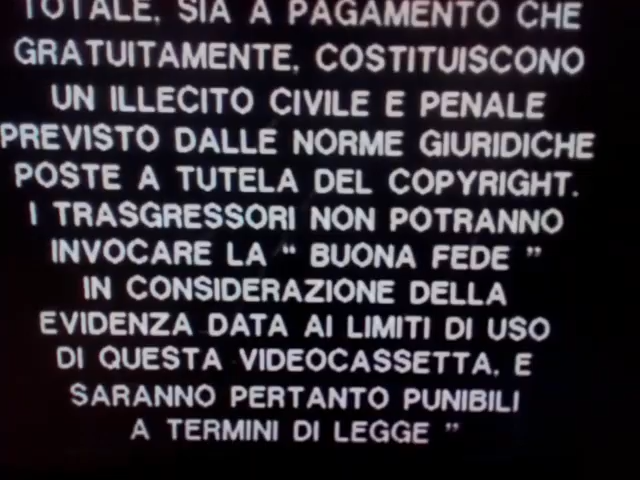 TOTALE, SIA A PAGAMENTO CHE
GRATUITAMENTE, COSTITUISCONO
UN ILLECITO CIVILE E PENALE
PREVISTO DALLE NORME GIURIDICHE
POSTE A TUTELA DEL COPYRIGHT.
I TRASGRESSORI NON POTRANNO
INVOCARE LA “ BUONA FEDE ”
IN CONSIDERAZIONE DELLA
EVIDENZA DATA AI LIMITI DI USO
DI QUESTA VIDEOCASSETTA, E
SARANNO PERTANTO PUNIBILI
A TERMINI DI LEGGE ”